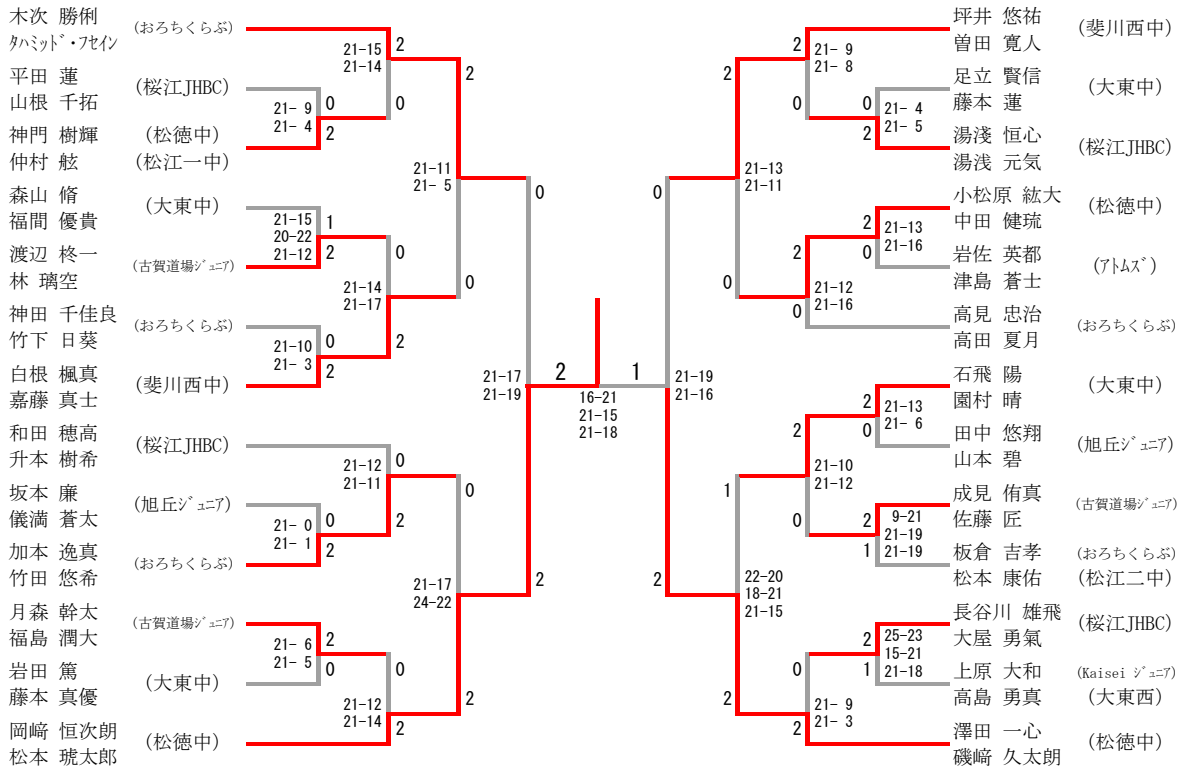 木次 勝俐
(おろちくらぶ)
ﾀﾊﾐｯﾄﾞ・ﾌｾｲﾝ
平田 蓮
(桜江JHBC)
山根 千拓
神門 樹輝 (松徳中)
仲村 舷 (松江一中)
森山 脩
(大東中)
福間 優貴
渡辺 柊一
(古賀道場ｼﾞｭﾆｱ)
林 璃空
神田 千佳良
(おろちくらぶ)
竹下 日葵
白根 楓真
(斐川西中)
嘉藤 真士
和田 穂高
(桜江JHBC)
升本 樹希
坂本 廉
(旭丘ｼﾞｭﾆｱ)
儀満 蒼太
加本 逸真
(おろちくらぶ)
竹田 悠希
月森 幹太
(古賀道場ｼﾞｭﾆｱ)
福島 潤大
岩田 篤
(大東中)
藤本 真優
岡﨑 恒次朗
(松徳中)
松本 琥太郎
21-15
21-14
2
0
21- 9
21- 4
0
2
2
0
21-11
21- 5
21-15
20-22
21-12
1
2
0
2
21-14
21-17
21-10
21- 3
0
2
0
2
21-17
21-19
21-12
21-11
0
2
21- 0
21- 1
0
2
0
2
21-17
24-22
21- 6
21- 5
2
0
0
2
21-12
21-14
2
1
16-21
21-15
21-18
0
2
21-19
21-16
2
0
21-13
21-11
2
0
21- 9
21- 8
0
2
21- 4
21- 5
2
0
21-13
21-16
2
0
21-12
21-16
2
0
21-13
21- 6
2
0
21-10
21-12
2
1
9-21
21-19
21-19
1
2
22-20
18-21
21-15
2
1
25-23
15-21
21-18
0
2
21- 9
21- 3
坪井 悠祐
(斐川西中)
曽田 寛人
足立 賢信
(大東中)
藤本 蓮
湯淺 恒心
(桜江JHBC)
湯浅 元気
小松原 紘大
(松徳中)
中田 健琉
岩佐 英都
(ｱﾄﾑｽﾞ)
津島 蒼士
高見 忠治
(おろちくらぶ)
高田 夏月
石飛 陽
(大東中)
園村 晴
田中 悠翔
(旭丘ｼﾞｭﾆｱ)
山本 碧
成見 侑真
(古賀道場ｼﾞｭﾆｱ)
佐藤 匠
板倉 吉孝 (おろちくらぶ)
松本 康佑 (松江二中)
長谷川 雄飛
(桜江JHBC)
大屋 勇氣
上原 大和 (Kaisei ｼﾞｭﾆｱ)
高島 勇真 (大東西)
澤田 一心
(松徳中)
磯﨑 久太朗